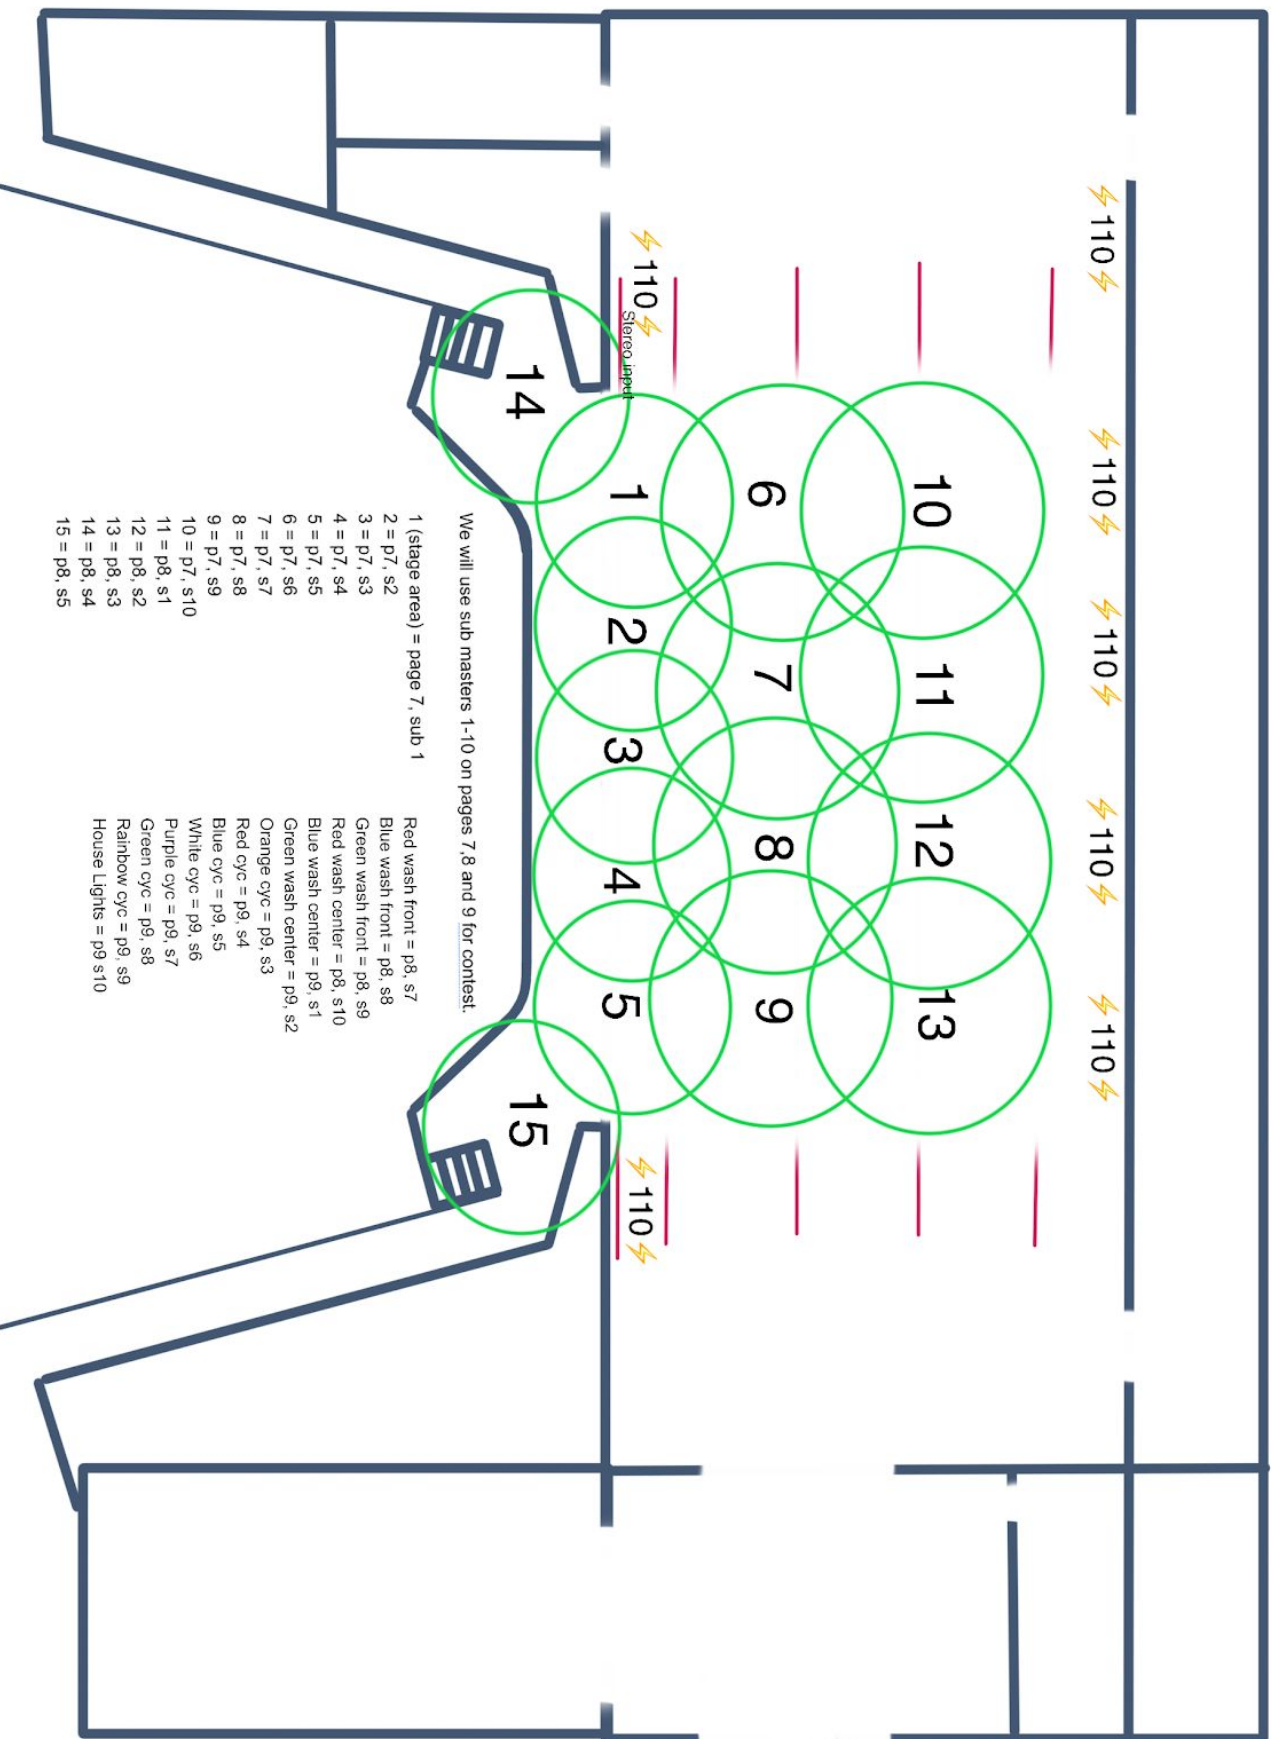 110
110
110
110
110
10
11
12
13
6
7
8
9
110
110
Stereo input
1
2
3
4
5
14
15
We will use sub masters 1-10 on pages 7,8 and 9 for contest.
1 (stage area) = page 7, sub 1
2 = p7, s2
3 = p7, s3
4 = p7, s4
5 = p7, s5
6 = p7, s6
7 = p7, s7
8 = p7, s8
9 = p7, s9
10 = p7, s10
11 = p8, s1
12 = p8, s2
13 = p8, s3
14 = p8, s4
15 = p8, s5
Red wash front = p8, s7
Blue wash front = p8, s8
Green wash front = p8, s9
Red wash center = p8, s10
Blue wash center = p9, s1
Green wash center = p9, s2
Orange cyc = p9, s3
Red cyc = p9, s4
Blue cyc = p9, s5
White cyc = p9, s6
Purple cyc = p9, s7
Green cyc = p9, s8
Rainbow cyc = p9, s9
House Lights = p9 s10